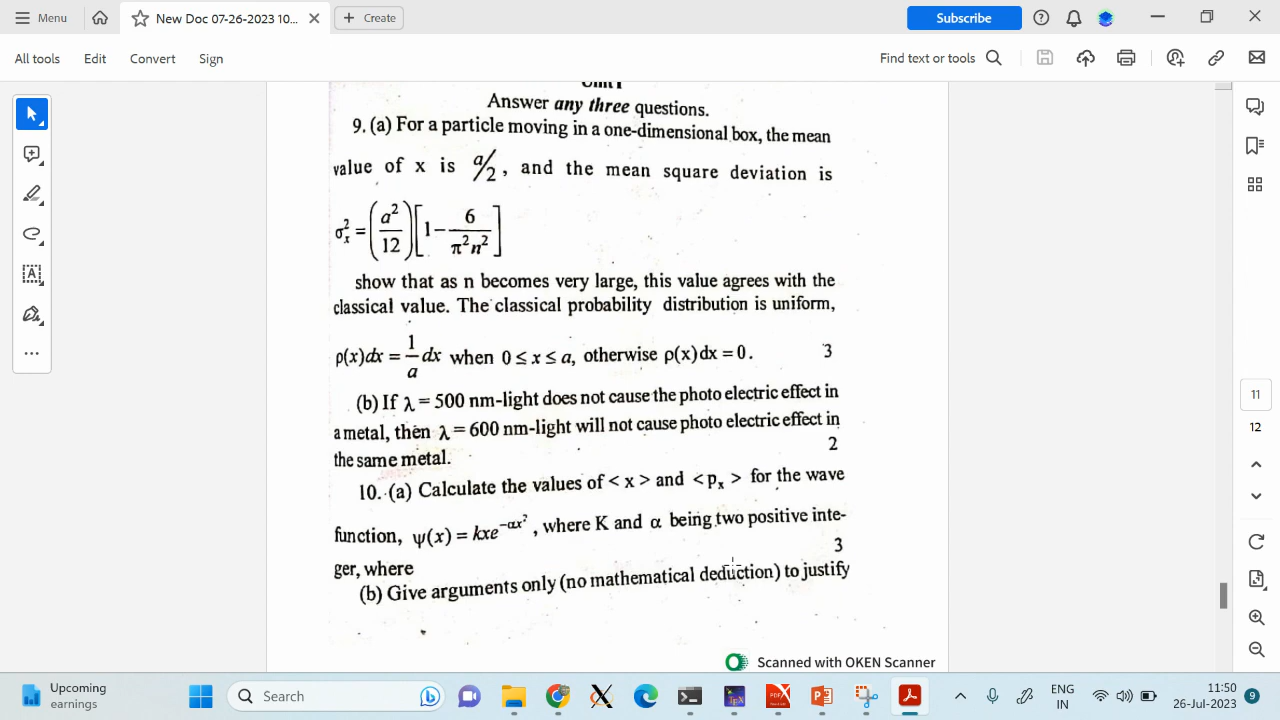 Menu
New Doc 07-26-2023 10...
Create
Subscribe
All tools
Edit
Convert
Sign
Find text or tools
Unit I
Answer any three questions.
9. (a) For a particle moving in a one-dimensional box, the mean
value of x is a/2, and the mean square deviation is
σ²ₓ = (a²/12)[1 − 6/π²n²]
show that as n becomes very large, this value agrees with the
classical value. The classical probability distribution is uniform,
ρ(x)dx = 1/a dx when 0 ≤ x ≤ a, otherwise ρ(x)dx = 0. 3
(b) If λ = 500 nm-light does not cause the photo electric effect in
a metal, then λ = 600 nm-light will not cause photo electric effect in
the same metal. 2
10. (a) Calculate the values of < x > and < pₓ > for the wave
function, ψ(x) = kxe^−αx², where K and α being two positive inte-
ger, where 3
(b) Give arguments only (no mathematical deduction) to justify
Scanned with OKEN Scanner
11
12
Upcoming
earnings
Search
ENG
IN
11:50
26-Jul-2023
9